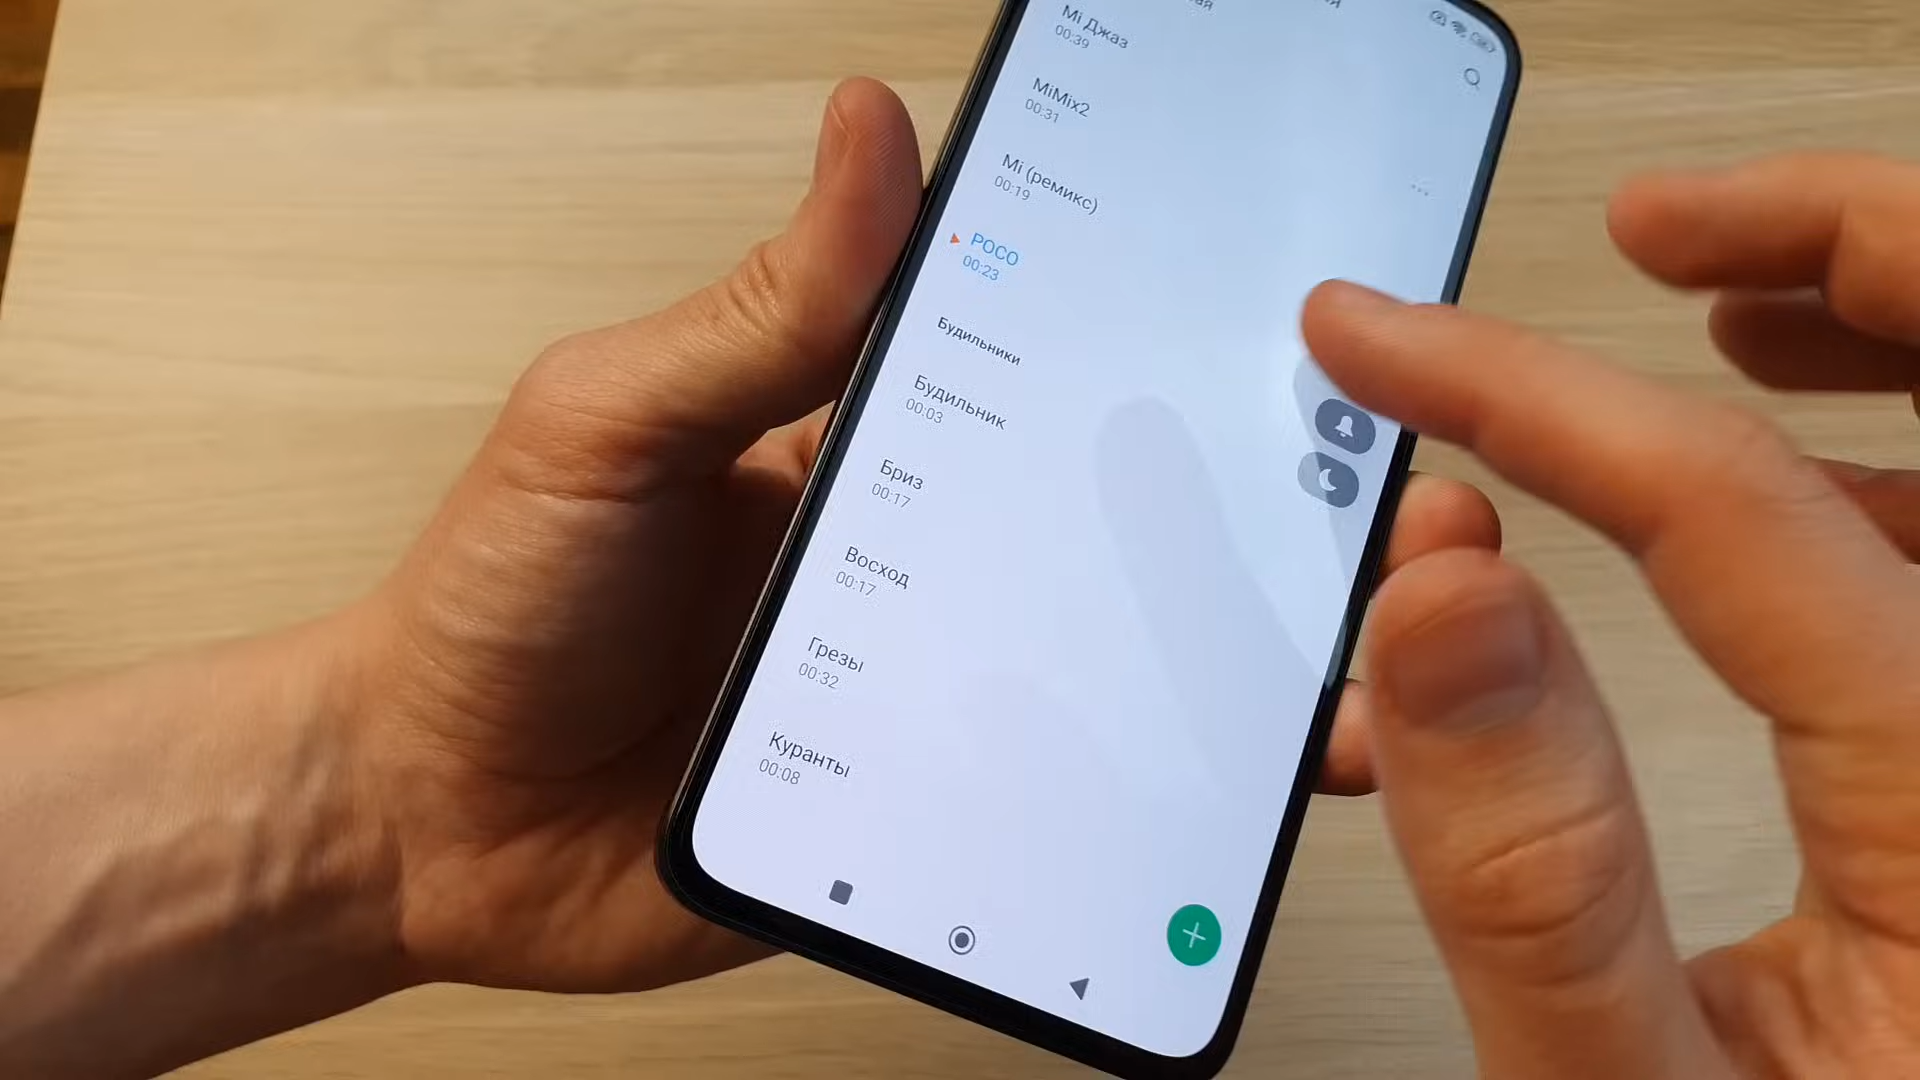 Mi Джаз
00:39
MiMix2
00:31
Mi (ремикс)
00:19
POCO
00:23
Будильники
Будильник
00:03
Бриз
00:17
Восход
00:17
Грезы
00:32
Куранты
00:08